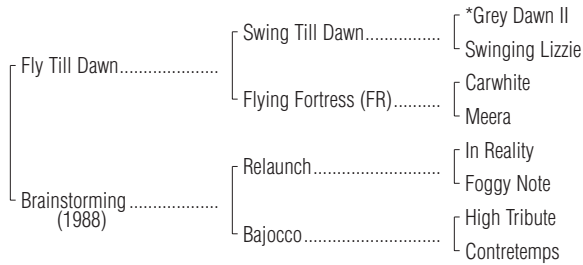 *Grey Dawn II
Swing Till Dawn
Swinging Lizzie
Fly Till Dawn
Carwhite
Flying Fortress (FR)
Meera
In Reality
Relaunch
Foggy Note
Brainstorming
(1988)
High Tribute
Bajocco
Contretemps